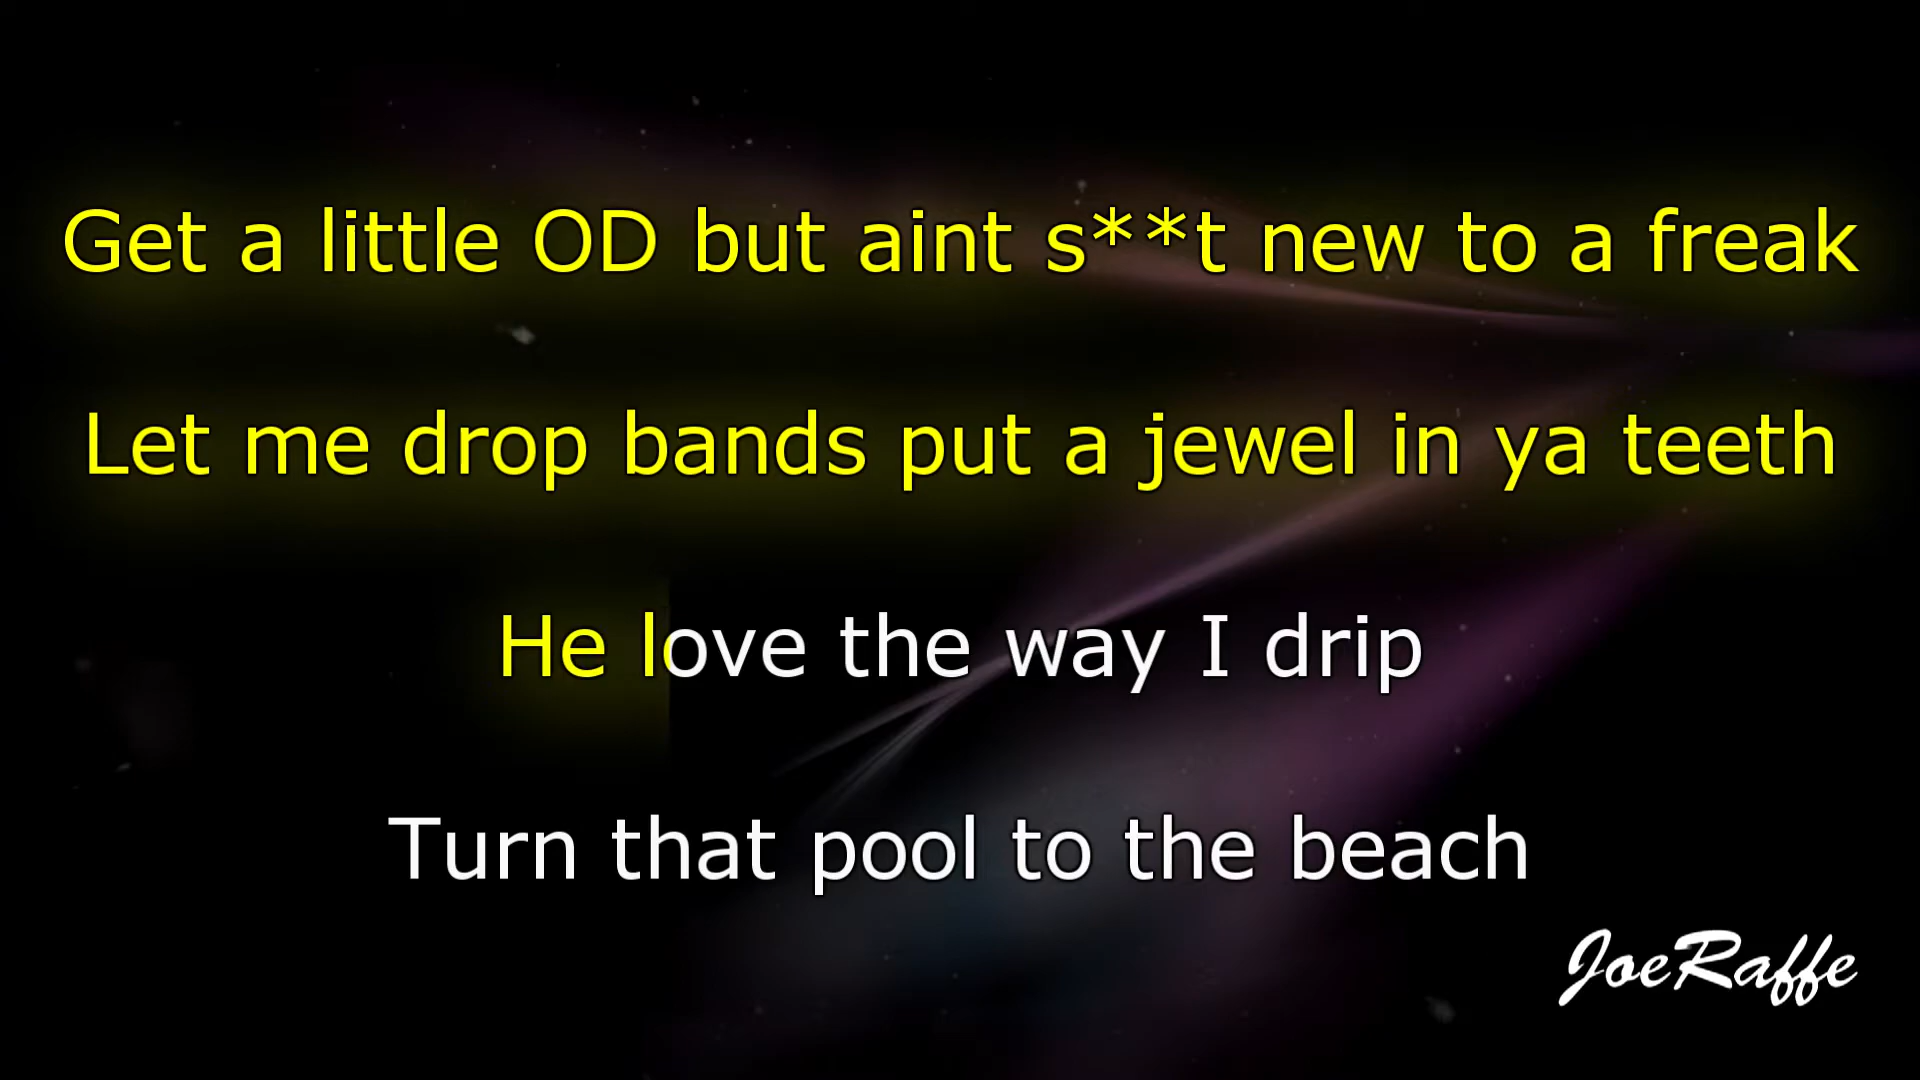 Get a little OD but aint s**t new to a freak
Let me drop bands put a jewel in ya teeth
He love the way I drip
Turn that pool to the beach
JoeRaffe